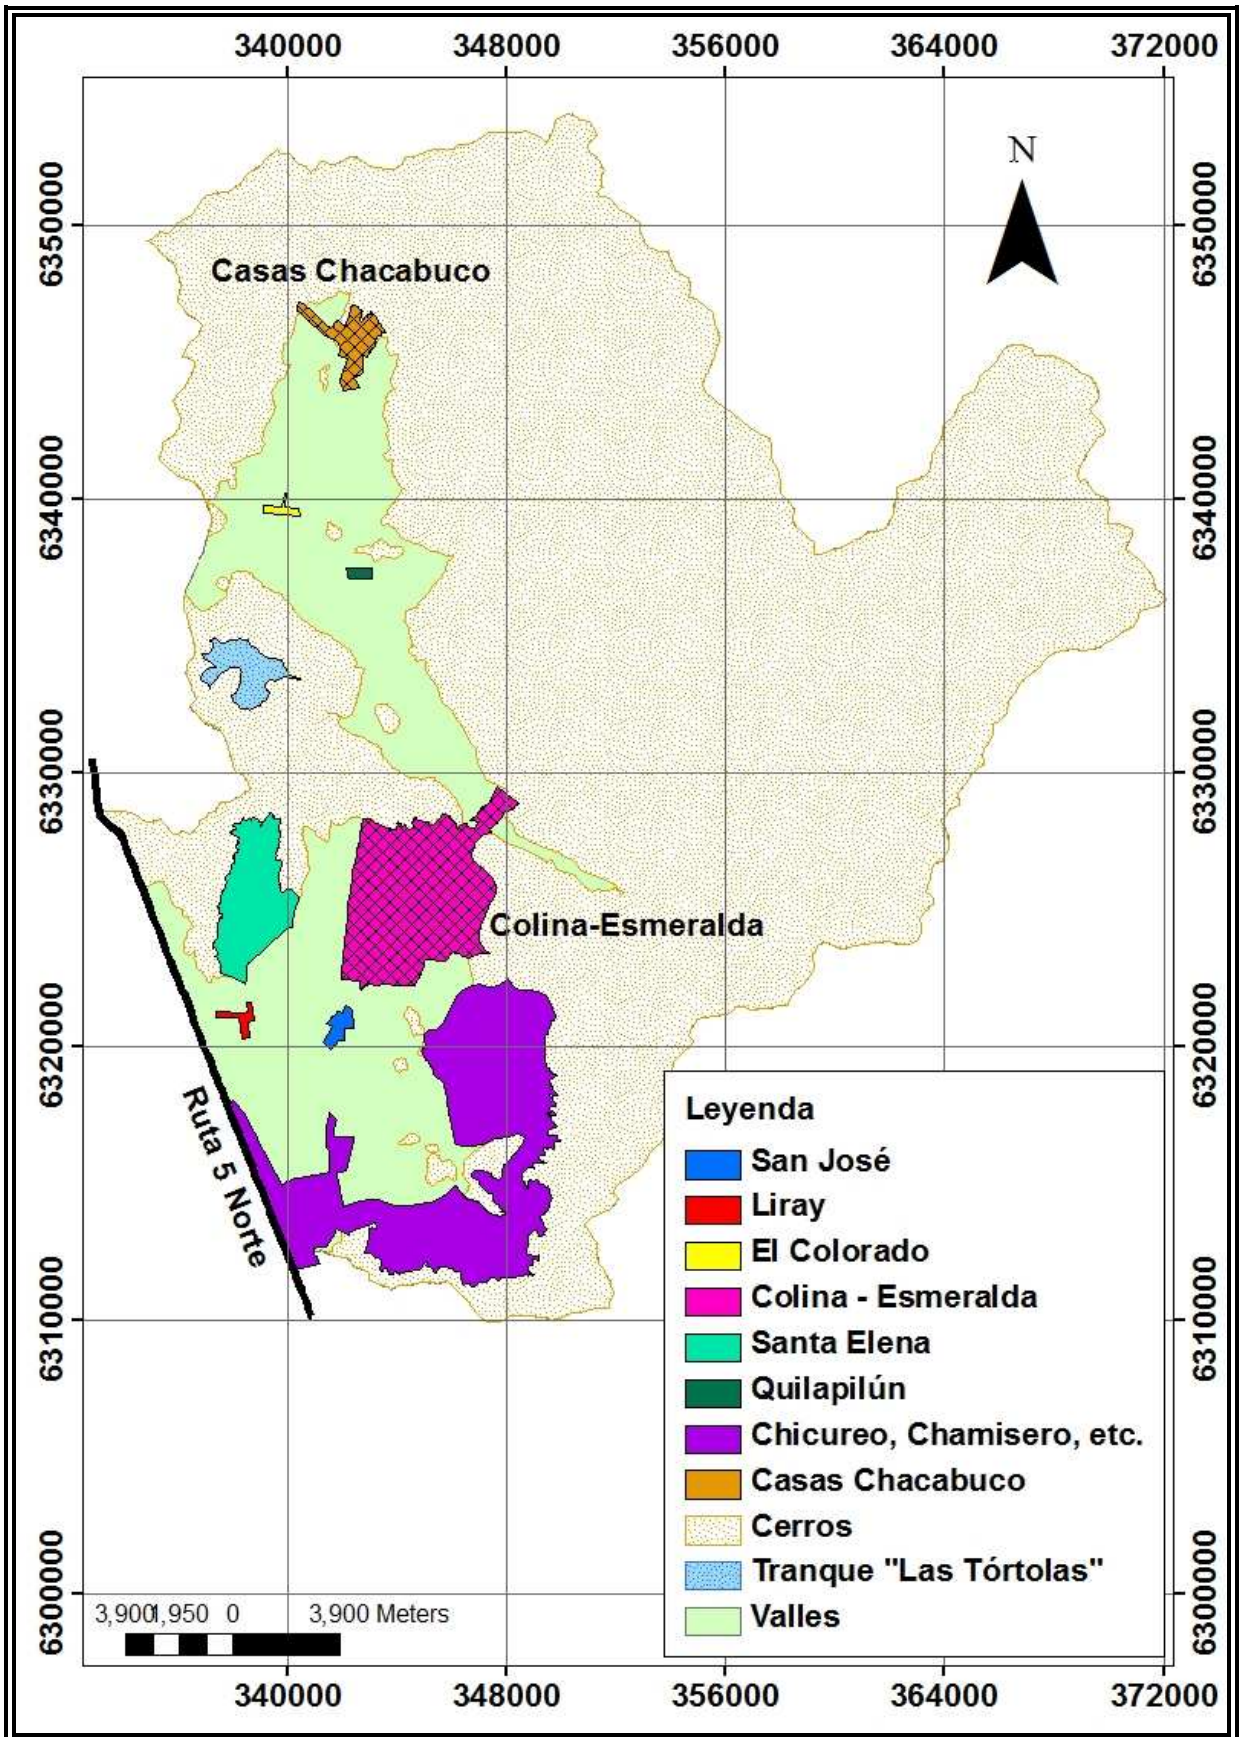 340000 348000 356000 364000 372000
N
6350000 6350000
Casas Chacabuco
6340000 6340000
6330000 6330000
Colina-Esmeralda
6320000 6320000
Ruta 5 Norte
Leyenda
San José
Liray
El Colorado
Colina - Esmeralda
Santa Elena
Quilapilún
Chicureo, Chamisero, etc.
Casas Chacabuco
Cerros
Tranque "Las Tórtolas"
Valles
6310000 6310000
6300000 6300000
3,900 1,950 0 3,900 Meters
340000 348000 356000 364000 372000